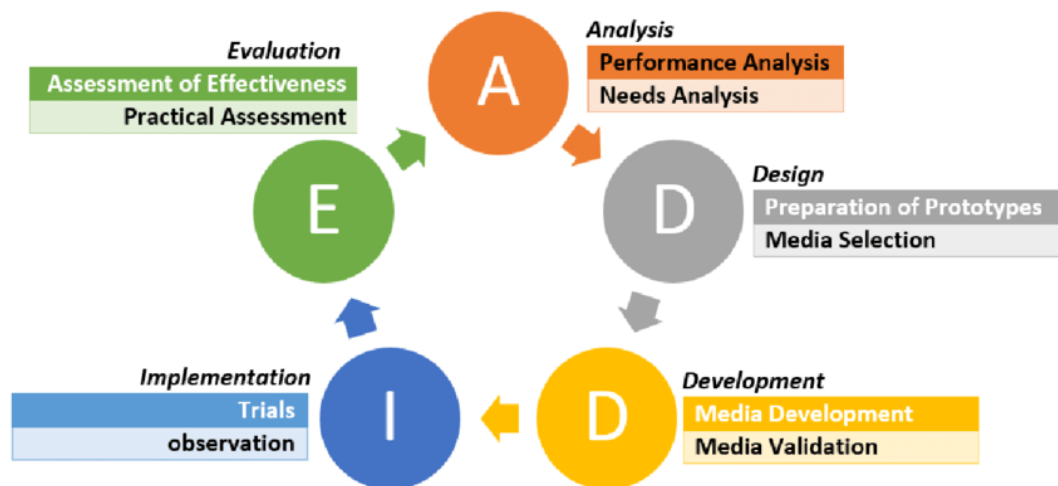 Analysis
A
Performance Analysis
Needs Analysis
Design
D
Preparation of Prototypes
Media Selection
Development
D
Media Development
Media Validation
Implementation
I
Trials
observation
Evaluation
E
Assessment of Effectiveness
Practical Assessment